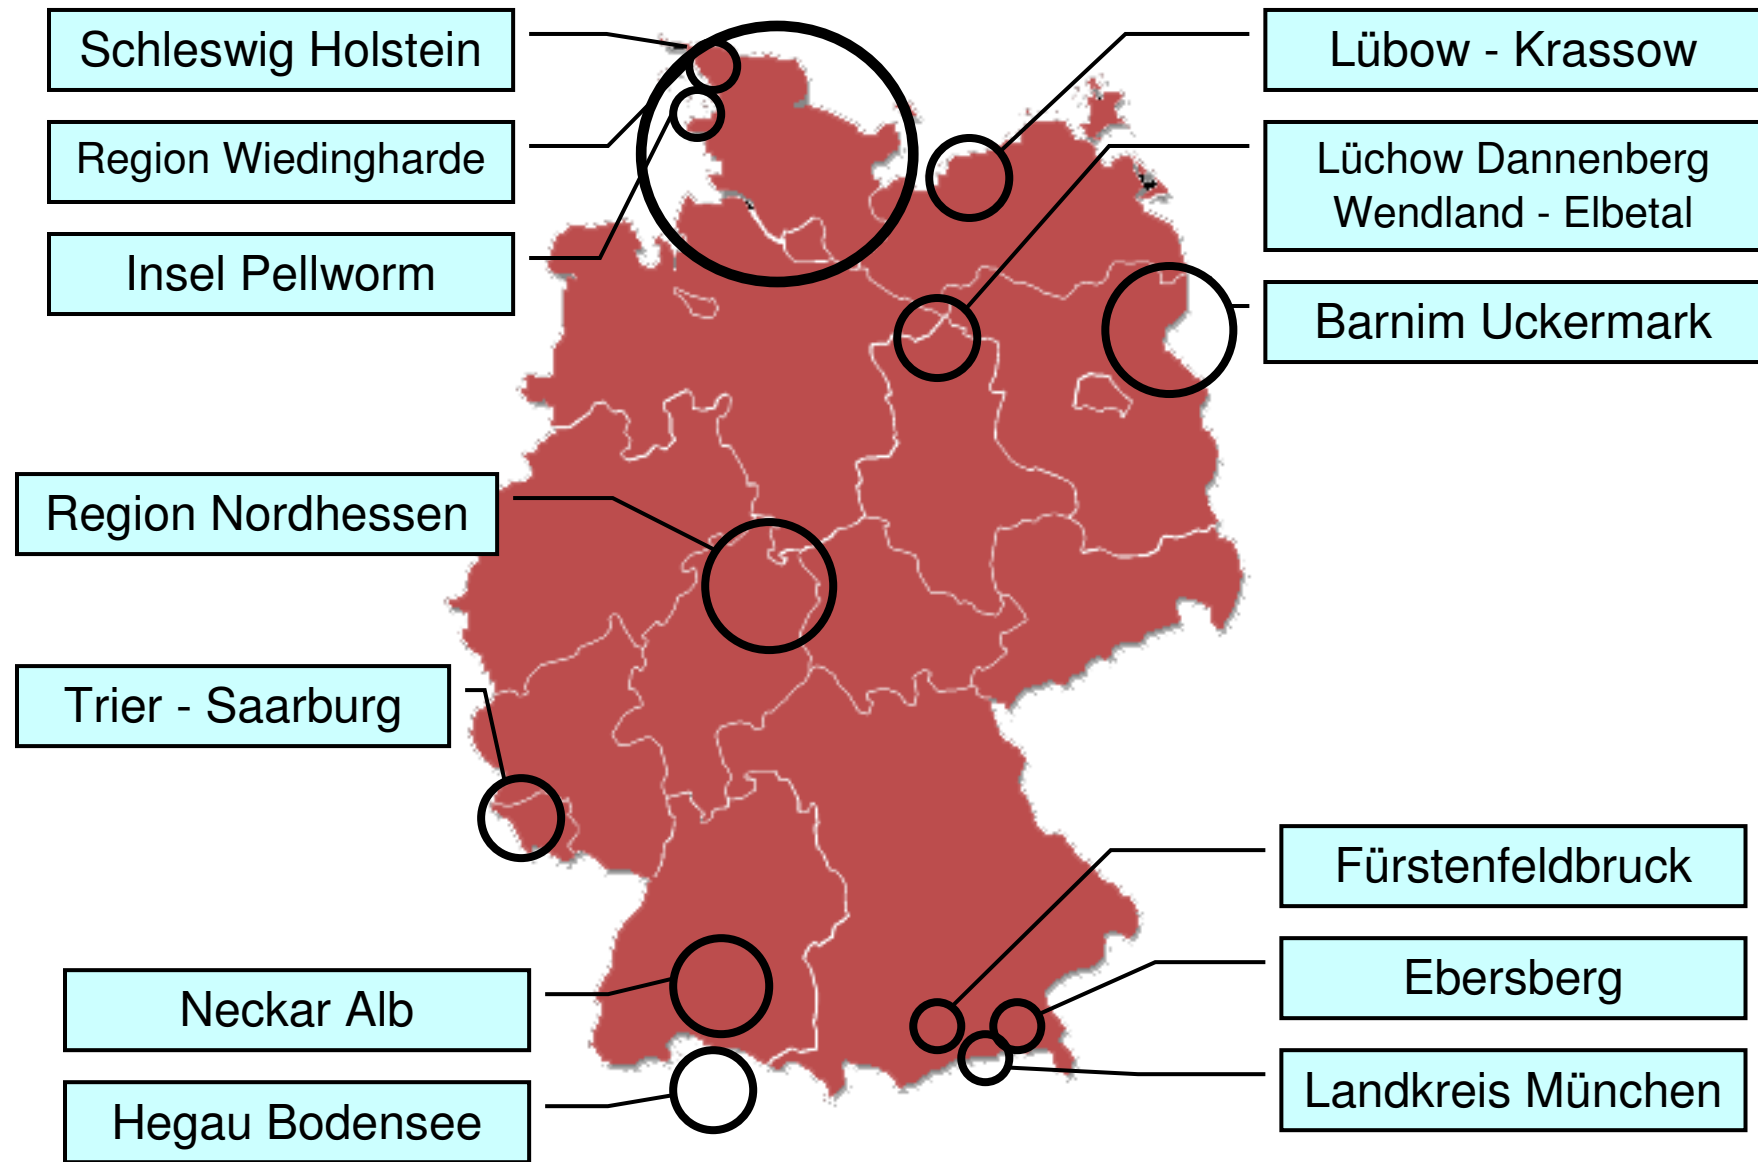 Schleswig Holstein
Region Wiedingharde
Insel Pellworm
Region Nordhessen
Trier - Saarburg
Neckar Alb
Hegau Bodensee
Lübow - Krassow
Lüchow Dannenberg
Wendland - Elbetal
Barnim Uckermark
Fürstenfeldbruck
Ebersberg
Landkreis München